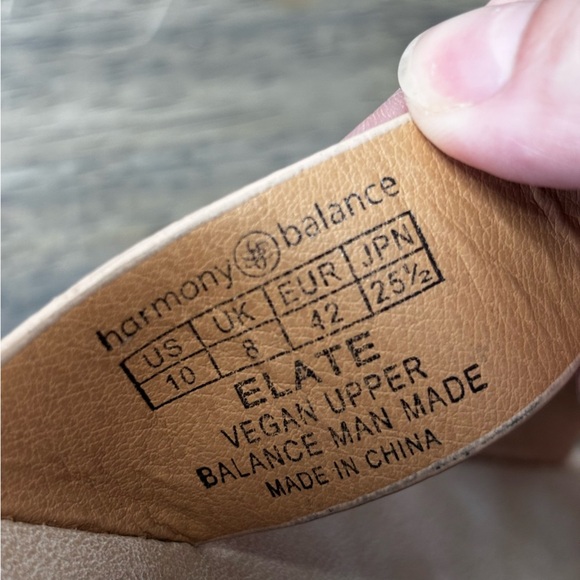 harmony balance
US UK EUR JPN
10 8 42 25½
ELATE
VEGAN UPPER
BALANCE MAN MADE
MADE IN CHINA